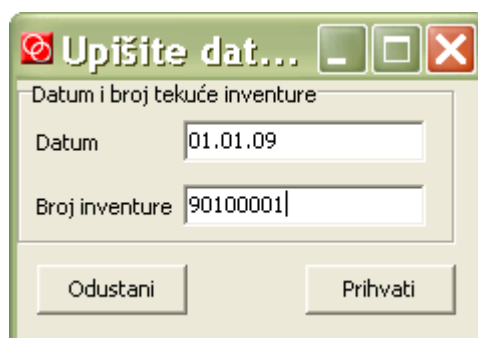 Upišite dat...
Datum i broj tekuće inventure
Datum 01.01.09
Broj inventure 90100001
Odustani Prihvati